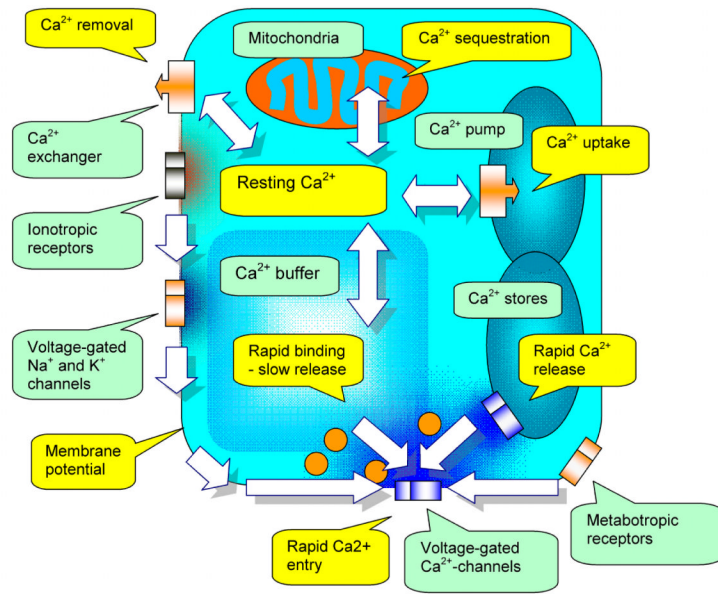 Ca²⁺ removal
Mitochondria
Ca²⁺ sequestration
Ca²⁺
exchanger
Ca²⁺ pump
Ca²⁺ uptake
Resting Ca²⁺
Ionotropic
receptors
Ca²⁺ buffer
Ca²⁺ stores
Voltage-gated
Na⁺ and K⁺
channels
Rapid binding
- slow release
Rapid Ca²⁺
release
Membrane
potential
Metabotropic
receptors
Rapid Ca2+
entry
Voltage-gated
Ca²⁺-channels